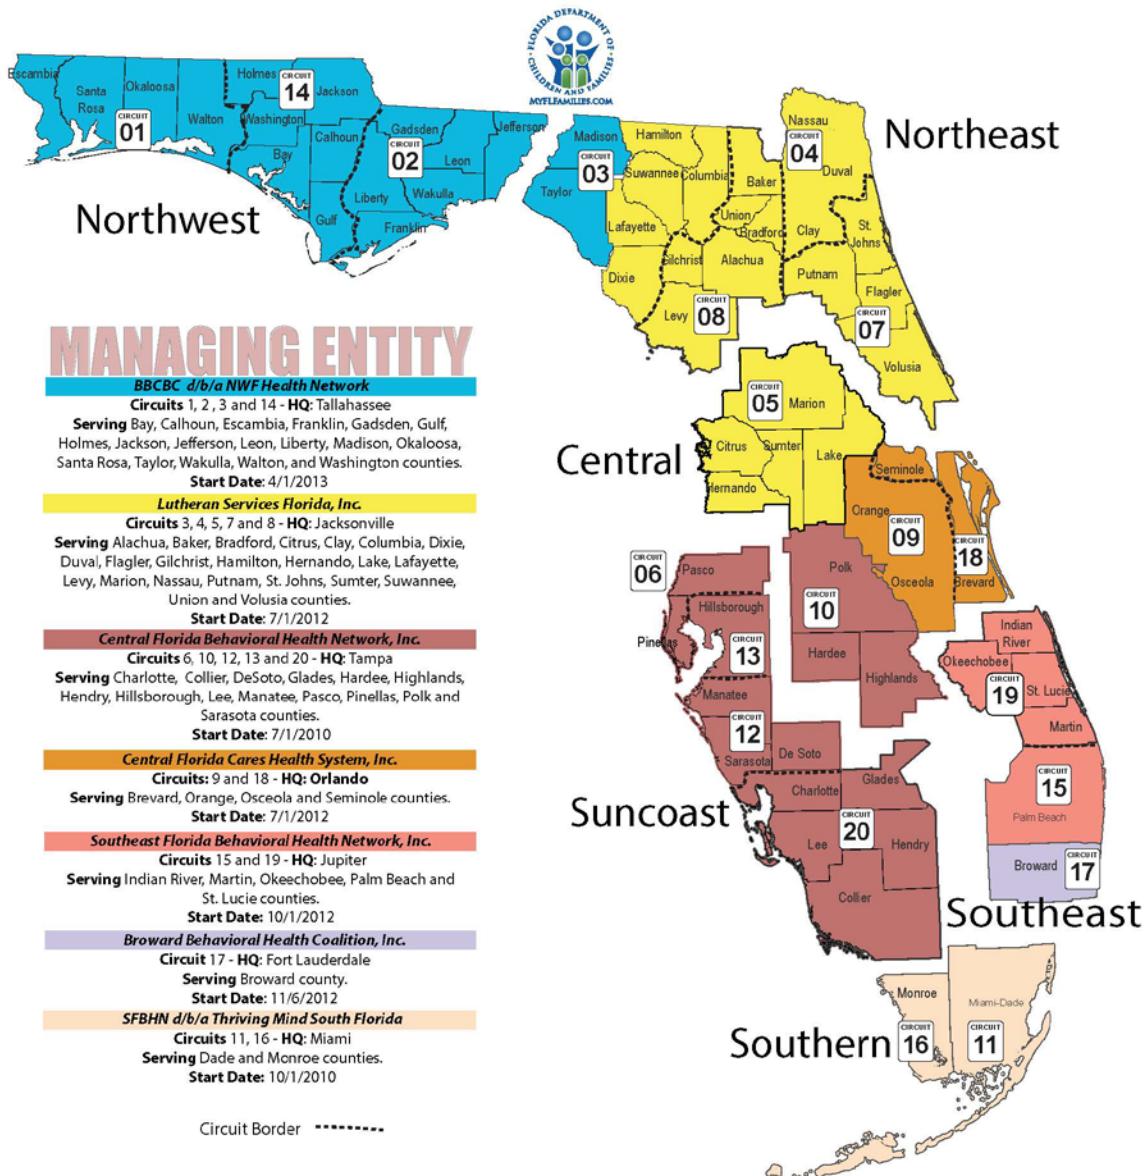 FLORIDA DEPARTMENT OF CHILDREN AND FAMILIES
MYFLFAMILIES.COM
Northwest
Escambia
Santa
Rosa
Okaloosa
Walton
CIRCUIT
01
Holmes
CIRCUIT
14
Jackson
Washington
Calhoun
Bay
Gulf
Gadsden
CIRCUIT
02
Leon
Jefferson
Liberty
Wakulla
Franklin
Madison
CIRCUIT
03
Taylor
Northeast
Hamilton
Suwannee
Columbia
Lafayette
Dixie
Baker
Union
Bradford
Gilchrist
Alachua
Levy
CIRCUIT
08
Nassau
CIRCUIT
04
Duval
Clay
St.
Johns
Putnam
Flagler
CIRCUIT
07
Volusia
MANAGING ENTITY
BBCBC d/b/a NWF Health Network
Circuits 1, 2 , 3 and 14 - HQ: Tallahassee
Serving Bay, Calhoun, Escambia, Franklin, Gadsden, Gulf,
Holmes, Jackson, Jefferson, Leon, Liberty, Madison, Okaloosa,
Santa Rosa, Taylor, Wakulla, Walton, and Washington counties.
Start Date: 4/1/2013
Lutheran Services Florida, Inc.
Circuits 3, 4, 5, 7 and 8 - HQ: Jacksonville
Serving Alachua, Baker, Bradford, Citrus, Clay, Columbia, Dixie,
Duval, Flagler, Gilchrist, Hamilton, Hernando, Lake, Lafayette,
Levy, Marion, Nassau, Putnam, St. Johns, Sumter, Suwannee,
Union and Volusia counties.
Start Date: 7/1/2012
Central Florida Behavioral Health Network, Inc.
Circuits 6, 10, 12, 13 and 20 - HQ: Tampa
Serving Charlotte, Collier, DeSoto, Glades, Hardee, Highlands,
Hendry, Hillsborough, Lee, Manatee, Pasco, Pinellas, Polk and
Sarasota counties.
Start Date: 7/1/2010
Central Florida Cares Health System, Inc.
Circuits: 9 and 18 - HQ: Orlando
Serving Brevard, Orange, Osceola and Seminole counties.
Start Date: 7/1/2012
Southeast Florida Behavioral Health Network, Inc.
Circuits 15 and 19 - HQ: Jupiter
Serving Indian River, Martin, Okeechobee, Palm Beach and
St. Lucie counties.
Start Date: 10/1/2012
Broward Behavioral Health Coalition, Inc.
Circuit 17 - HQ: Fort Lauderdale
Serving Broward county.
Start Date: 11/6/2012
SFBHN d/b/a Thriving Mind South Florida
Circuits 11, 16 - HQ: Miami
Serving Dade and Monroe counties.
Start Date: 10/1/2010
Circuit Border
Central
CIRCUIT
05
Marion
Citrus
Sumter
Lake
Hernando
Seminole
Orange
CIRCUIT
09
Osceola
CIRCUIT
18
Brevard
Suncoast
CIRCUIT
06
Pasco
Pinellas
Hillsborough
CIRCUIT
13
Polk
CIRCUIT
10
Hardee
Highlands
Manatee
CIRCUIT
12
Sarasota
De Soto
Charlotte
Glades
CIRCUIT
20
Lee
Hendry
Collier
Southeast
Indian
River
Okeechobee
CIRCUIT
19
St. Lucie
Martin
CIRCUIT
15
Palm Beach
Broward
CIRCUIT
17
Southern
Monroe
CIRCUIT
16
Miami-Dade
CIRCUIT
11